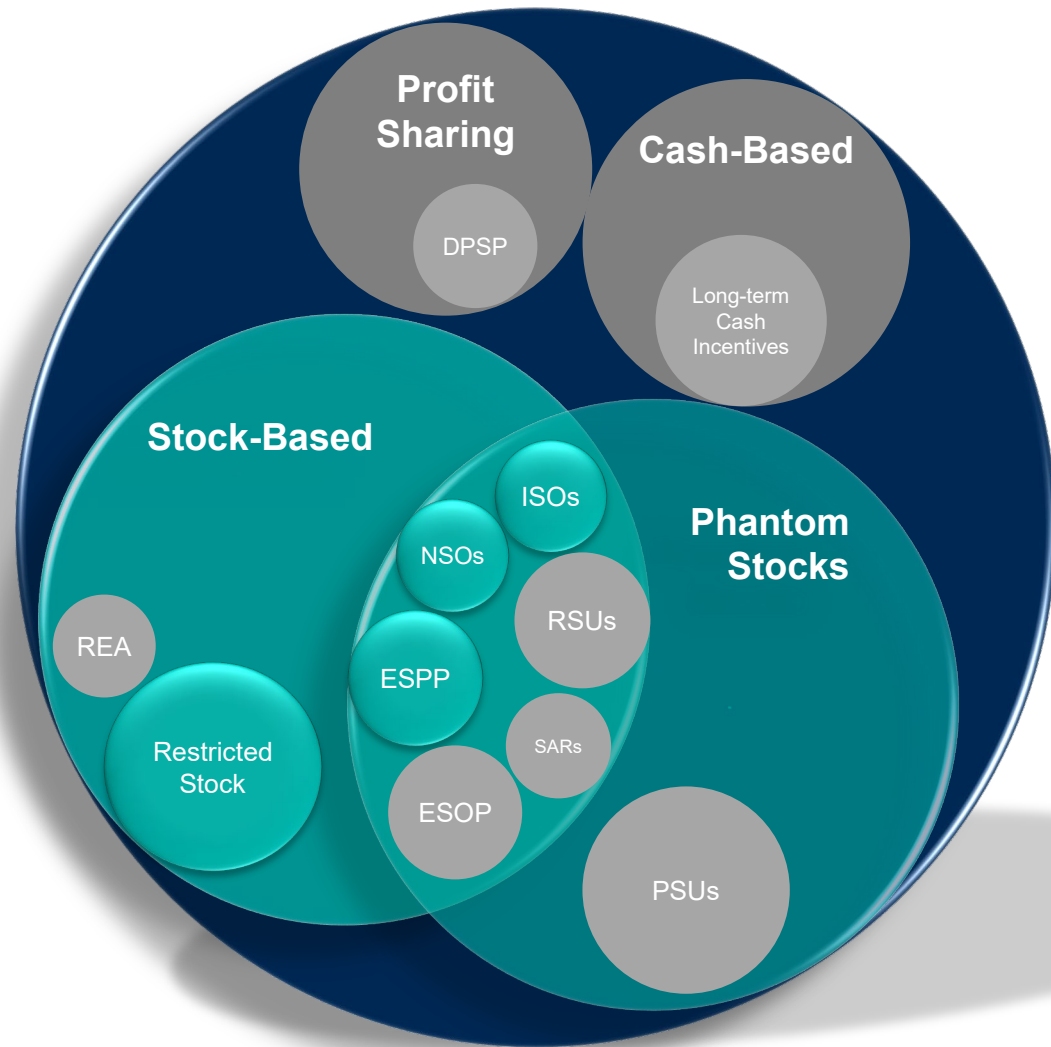 Profit
Sharing
Cash-Based
DPSP
Long-term
Cash
Incentives
Stock-Based
ISOs
Phantom
Stocks
NSOs
RSUs
REA
ESPP
Restricted
Stock
SARs
ESOP
PSUs